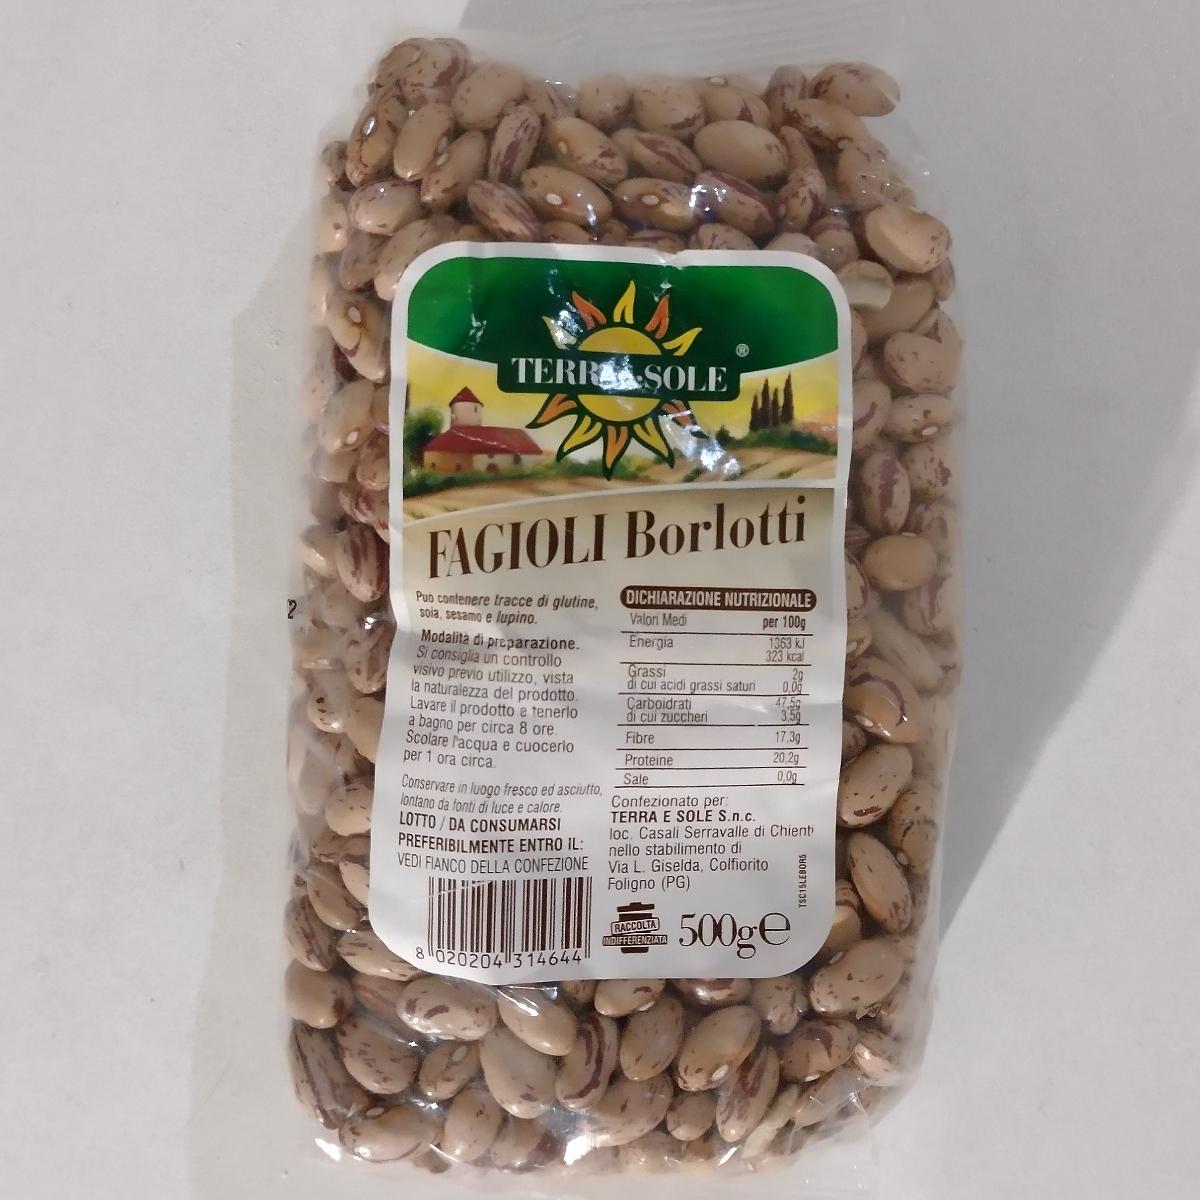 TERRA e SOLE ®
FAGIOLI Borlotti
Può contenere tracce di glutine,
soia, sesamo e lupino.
Modalità di preparazione.
Si consiglia un controllo
visivo previo utilizzo, vista
la naturalezza del prodotto.
Lavare il prodotto e tenerlo
a bagno per circa 8 ore.
Scolare l'acqua e cuocerlo
per 1 ora circa.
Conservare in luogo fresco ed asciutto,
lontano da fonti di luce e calore.
LOTTO / DA CONSUMARSI
PREFERIBILMENTE ENTRO IL:
VEDI FIANCO DELLA CONFEZIONE
8 020204 314644
DICHIARAZIONE NUTRIZIONALE
Valori Medi per 100g
Energia 1363 kJ
323 kcal
Grassi 2g
di cui acidi grassi saturi 0,0g
Carboidrati 47,5g
di cui zuccheri 3,5g
Fibre 17,3g
Proteine 20,2g
Sale 0,0g
Confezionato per:
TERRA E SOLE S.n.c.
loc. Casali Serravalle di Chienti
nello stabilimento di
Via L. Giselda, Colfiorito
Foligno (PG)
TSC15LEBOR5
RACCOLTA
INDIFFERENZIATA
500g e